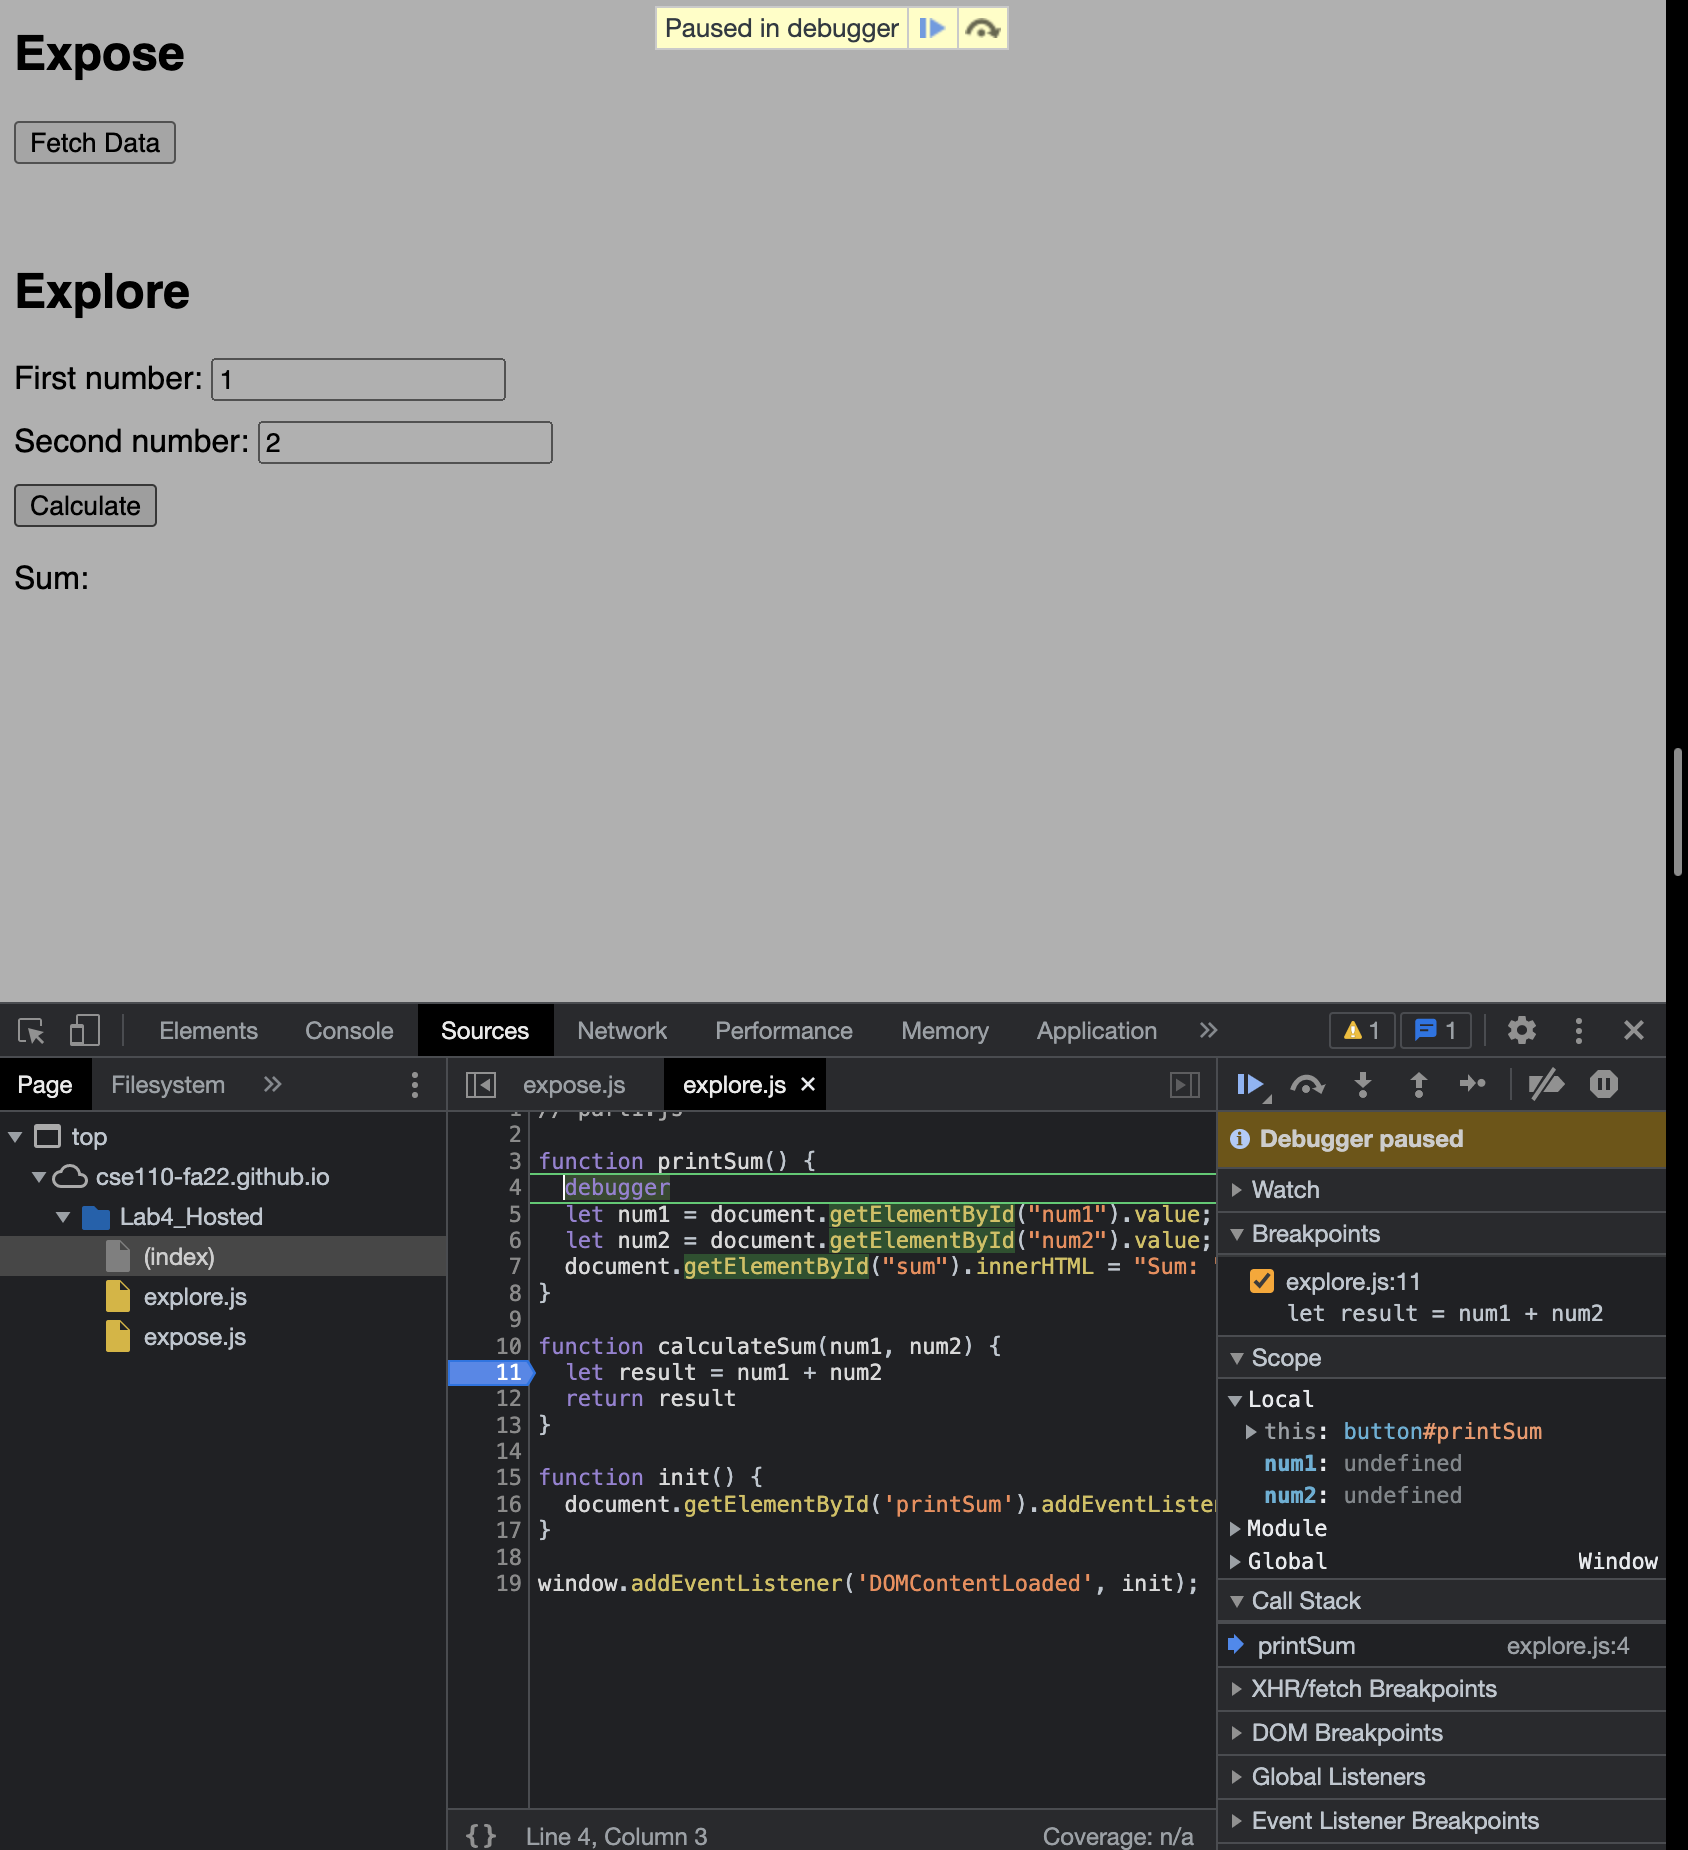 Paused in debugger
Expose
Fetch Data
Explore
First number: 1
Second number: 2
Calculate
Sum:
Elements Console Sources Network Performance Memory Application » 1 1
Page Filesystem »
top
cse110-fa22.github.io
Lab4_Hosted
(index)
explore.js
expose.js
expose.js explore.js ×
1
2
3 function printSum() {
4 debugger
5 let num1 = document.getElementById("num1").value;
6 let num2 = document.getElementById("num2").value;
7 document.getElementById("sum").innerHTML = "Sum:
8 }
9
10 function calculateSum(num1, num2) {
11 let result = num1 + num2
12 return result
13 }
14
15 function init() {
16 document.getElementById('printSum').addEventListe
17 }
18
19 window.addEventListener('DOMContentLoaded', init);
{} Line 4, Column 3 Coverage: n/a
Debugger paused
Watch
Breakpoints
explore.js:11
let result = num1 + num2
Scope
Local
this: button#printSum
num1: undefined
num2: undefined
Module
Global Window
Call Stack
printSum explore.js:4
XHR/fetch Breakpoints
DOM Breakpoints
Global Listeners
Event Listener Breakpoints